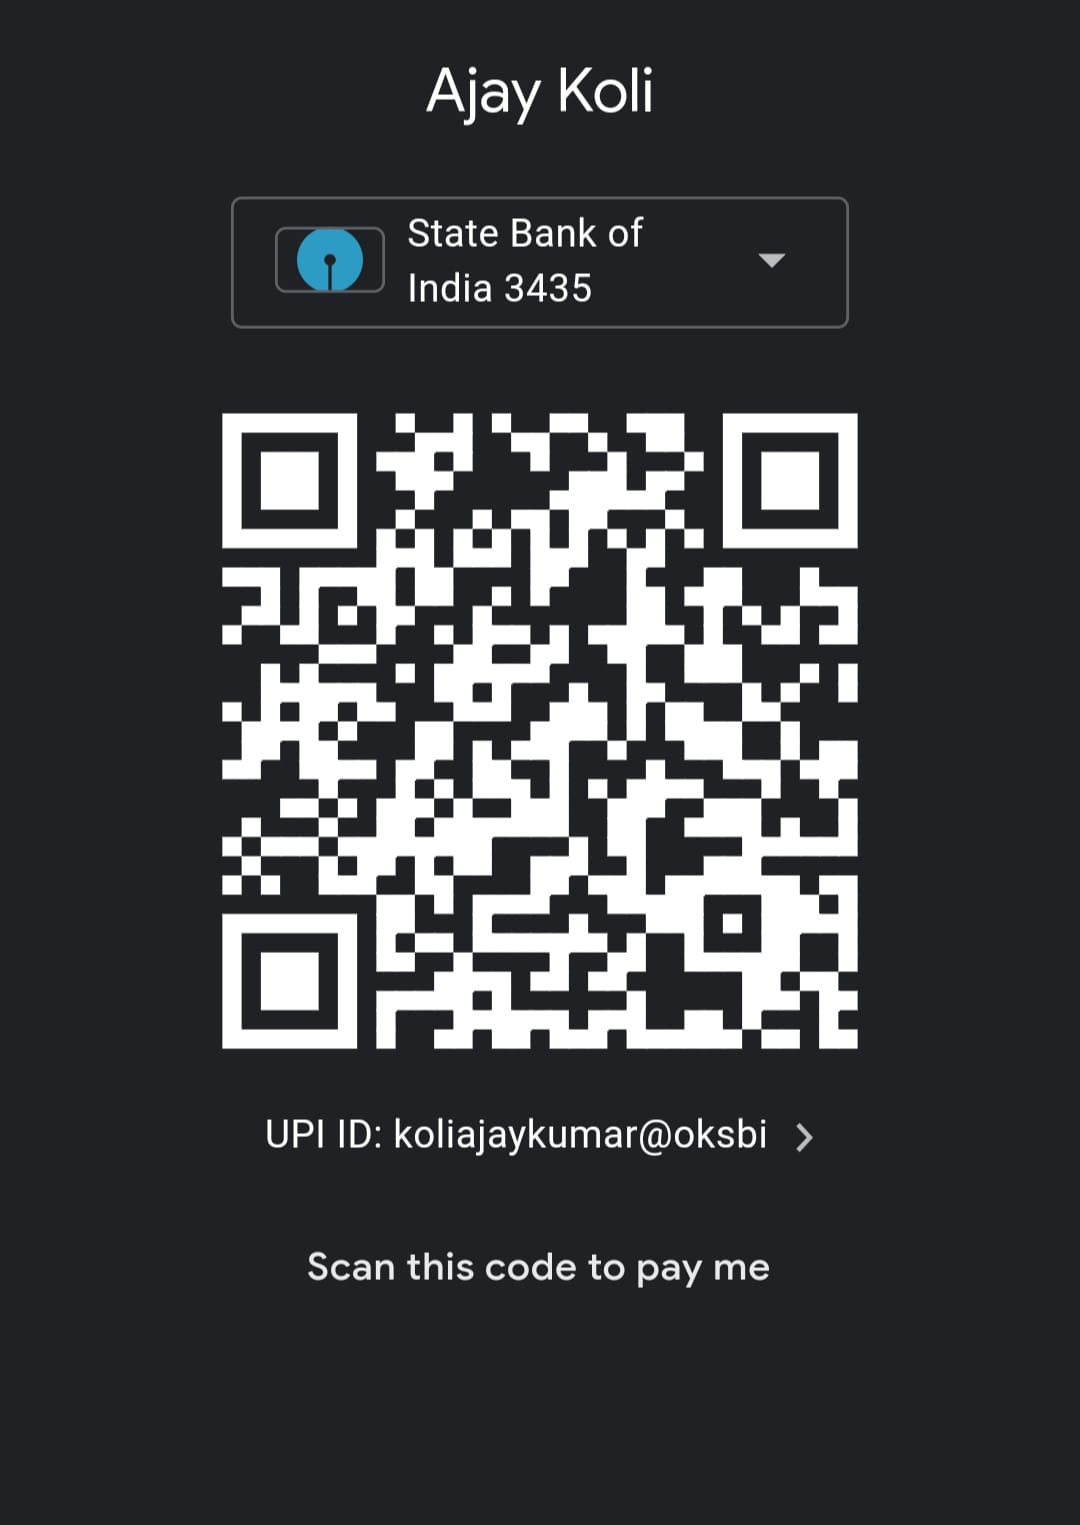 Ajay Koli
State Bank of
India 3435
UPI ID: koliajaykumar@oksbi
Scan this code to pay me